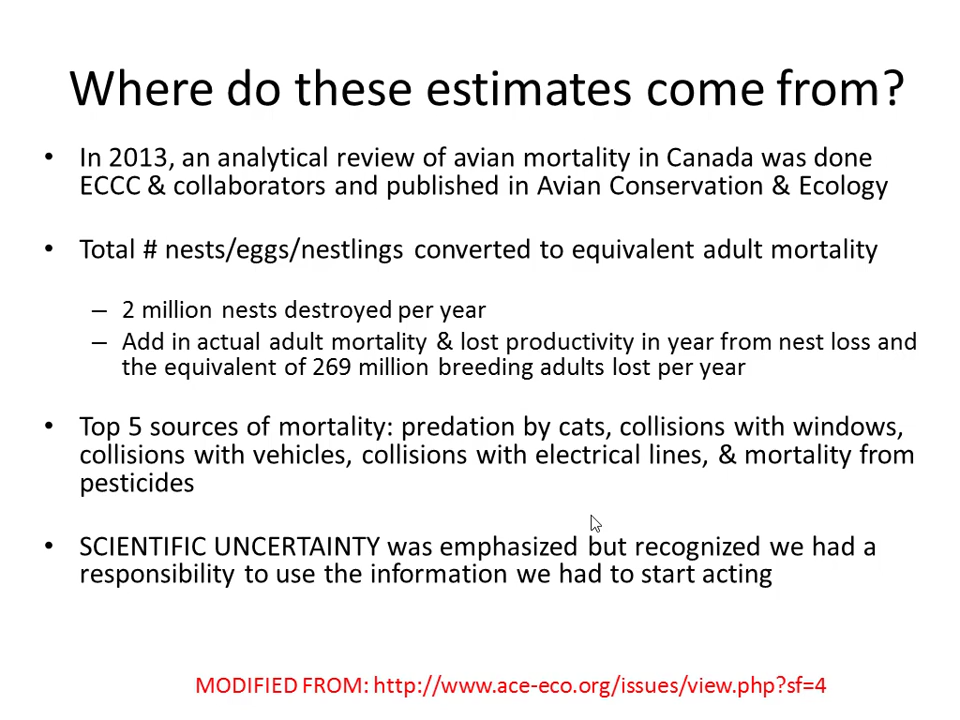 Where do these estimates come from?
• In 2013, an analytical review of avian mortality in Canada was done
ECCC & collaborators and published in Avian Conservation & Ecology
• Total # nests/eggs/nestlings converted to equivalent adult mortality
– 2 million nests destroyed per year
– Add in actual adult mortality & lost productivity in year from nest loss and
the equivalent of 269 million breeding adults lost per year
• Top 5 sources of mortality: predation by cats, collisions with windows,
collisions with vehicles, collisions with electrical lines, & mortality from
pesticides
• SCIENTIFIC UNCERTAINTY was emphasized but recognized we had a
responsibility to use the information we had to start acting
MODIFIED FROM: http://www.ace-eco.org/issues/view.php?sf=4